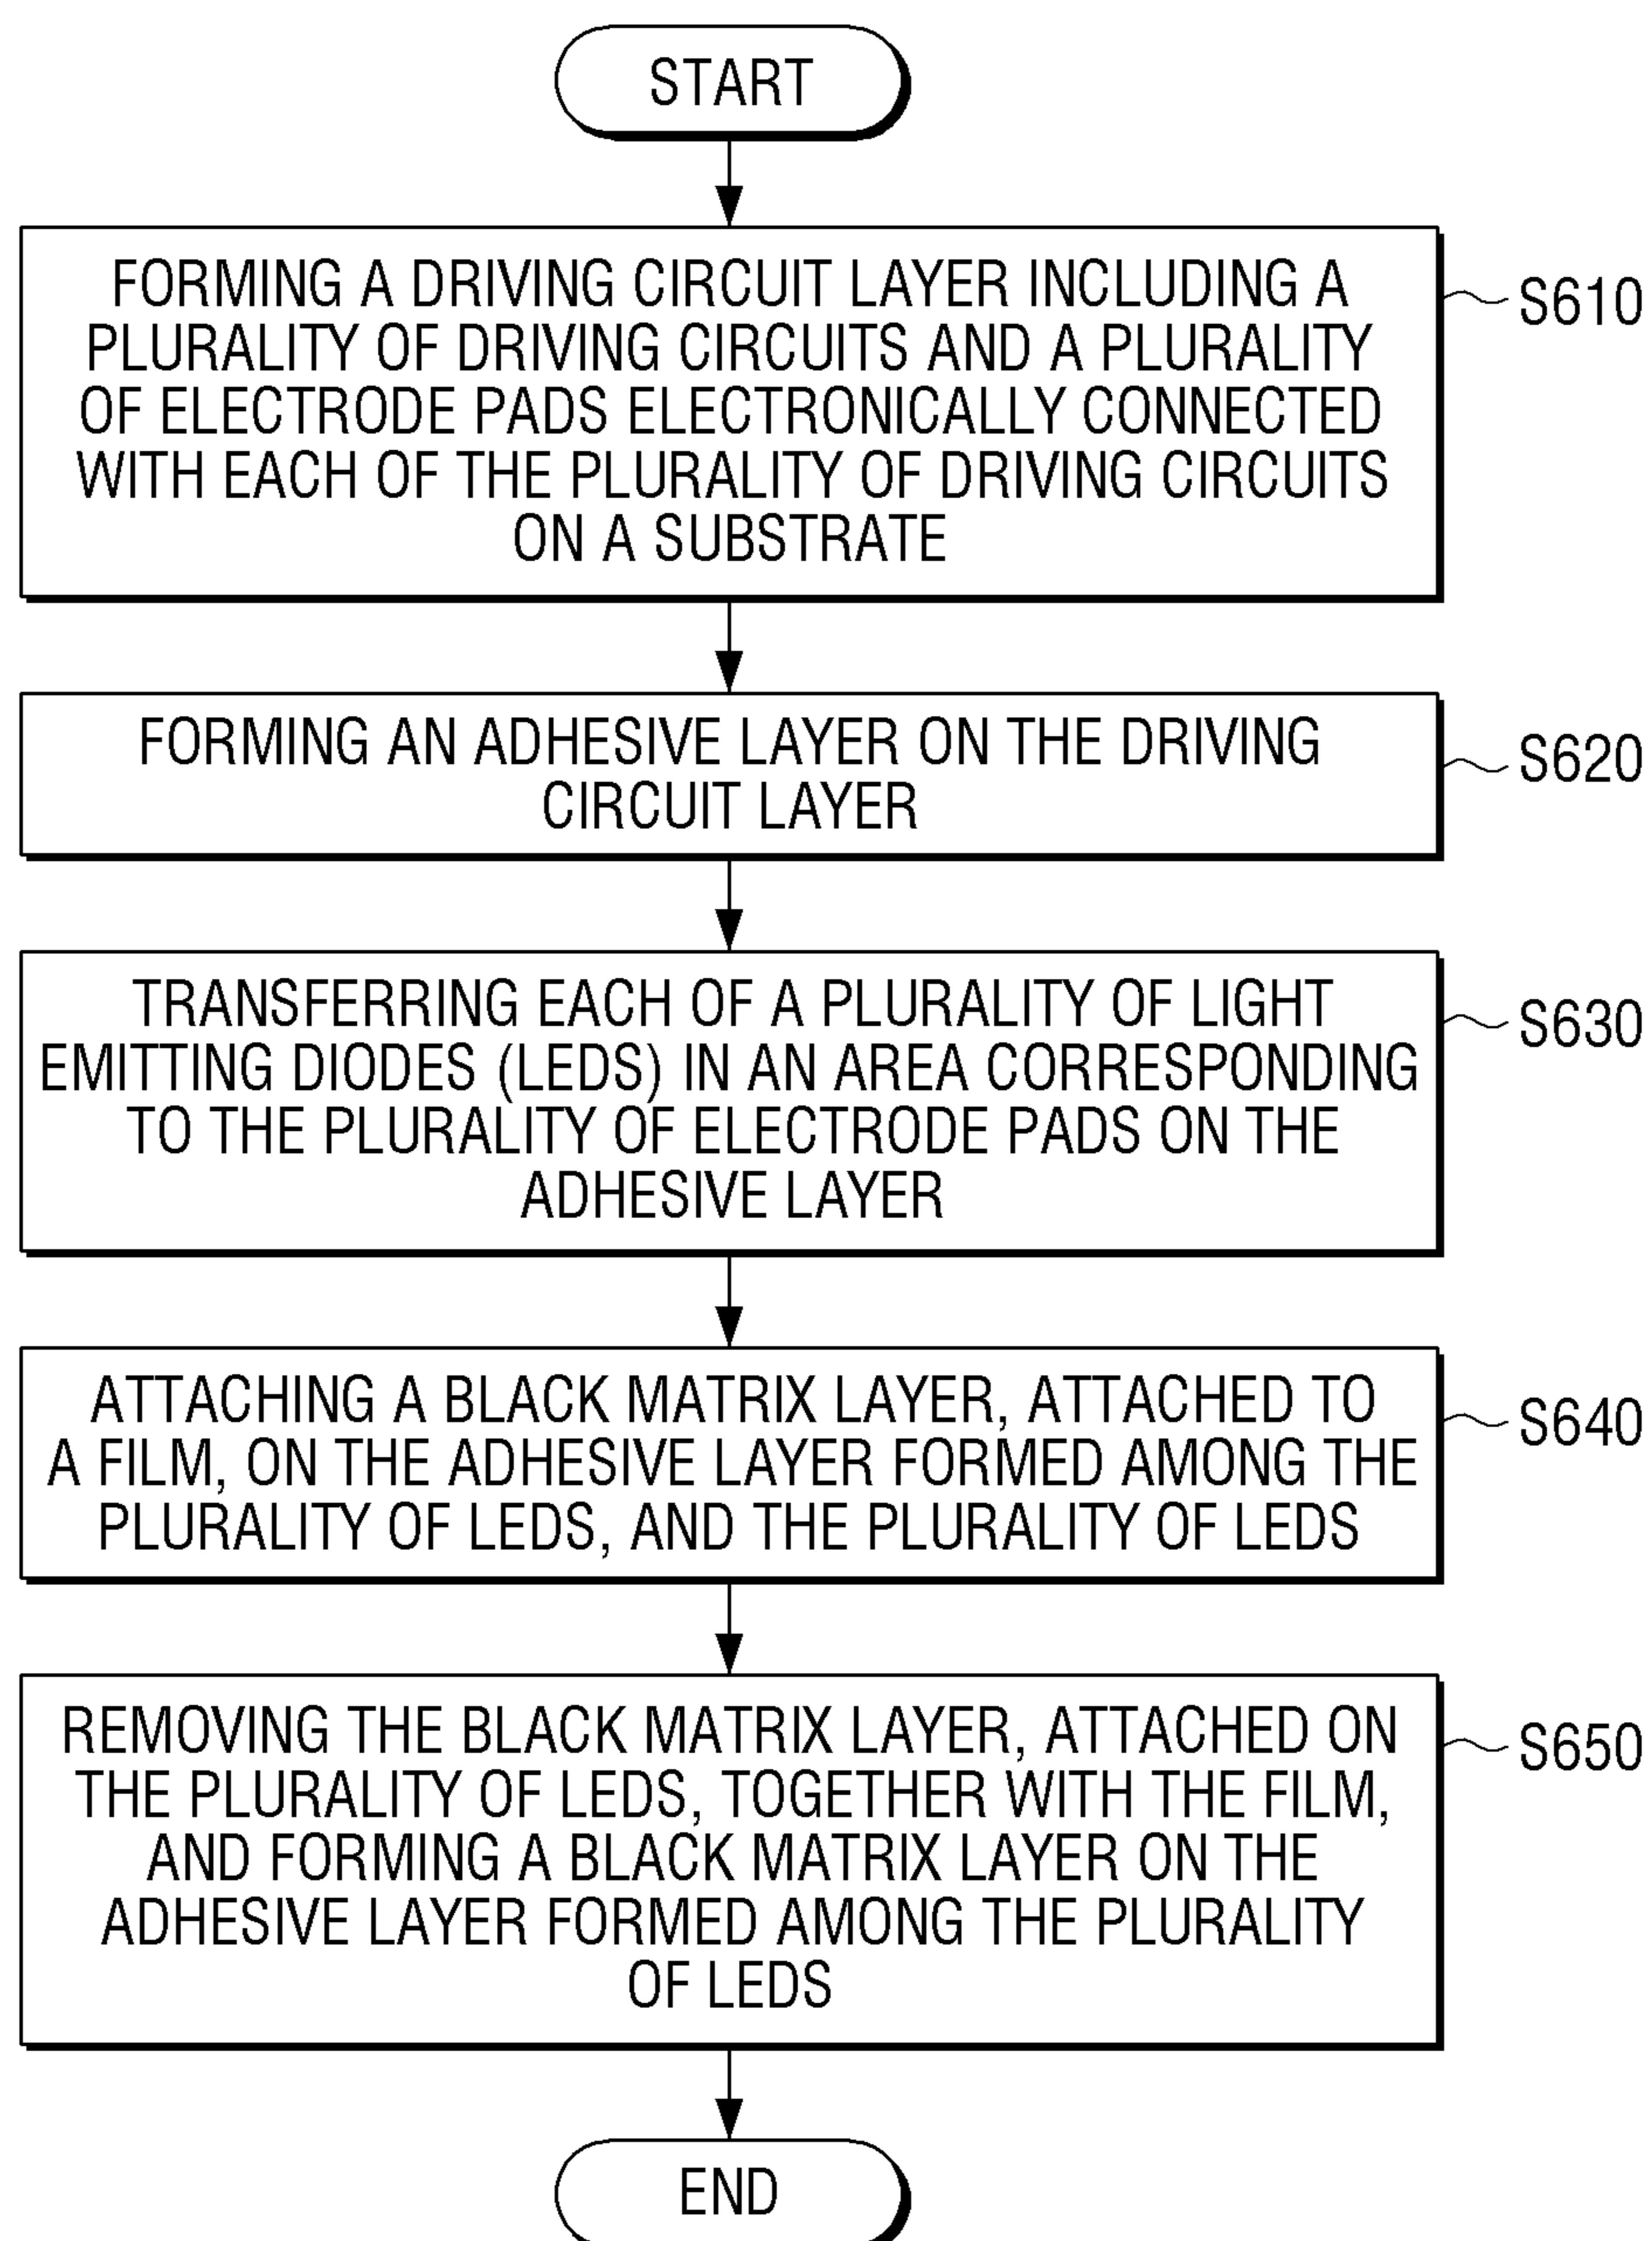 START
FORMING A DRIVING CIRCUIT LAYER INCLUDING A
PLURALITY OF DRIVING CIRCUITS AND A PLURALITY
OF ELECTRODE PADS ELECTRONICALLY CONNECTED
WITH EACH OF THE PLURALITY OF DRIVING CIRCUITS
ON A SUBSTRATE
S610
FORMING AN ADHESIVE LAYER ON THE DRIVING
CIRCUIT LAYER
S620
TRANSFERRING EACH OF A PLURALITY OF LIGHT
EMITTING DIODES (LEDS) IN AN AREA CORRESPONDING
TO THE PLURALITY OF ELECTRODE PADS ON THE
ADHESIVE LAYER
S630
ATTACHING A BLACK MATRIX LAYER, ATTACHED TO
A FILM, ON THE ADHESIVE LAYER FORMED AMONG THE
PLURALITY OF LEDS, AND THE PLURALITY OF LEDS
S640
REMOVING THE BLACK MATRIX LAYER, ATTACHED ON
THE PLURALITY OF LEDS, TOGETHER WITH THE FILM,
AND FORMING A BLACK MATRIX LAYER ON THE
ADHESIVE LAYER FORMED AMONG THE PLURALITY
OF LEDS
S650
END